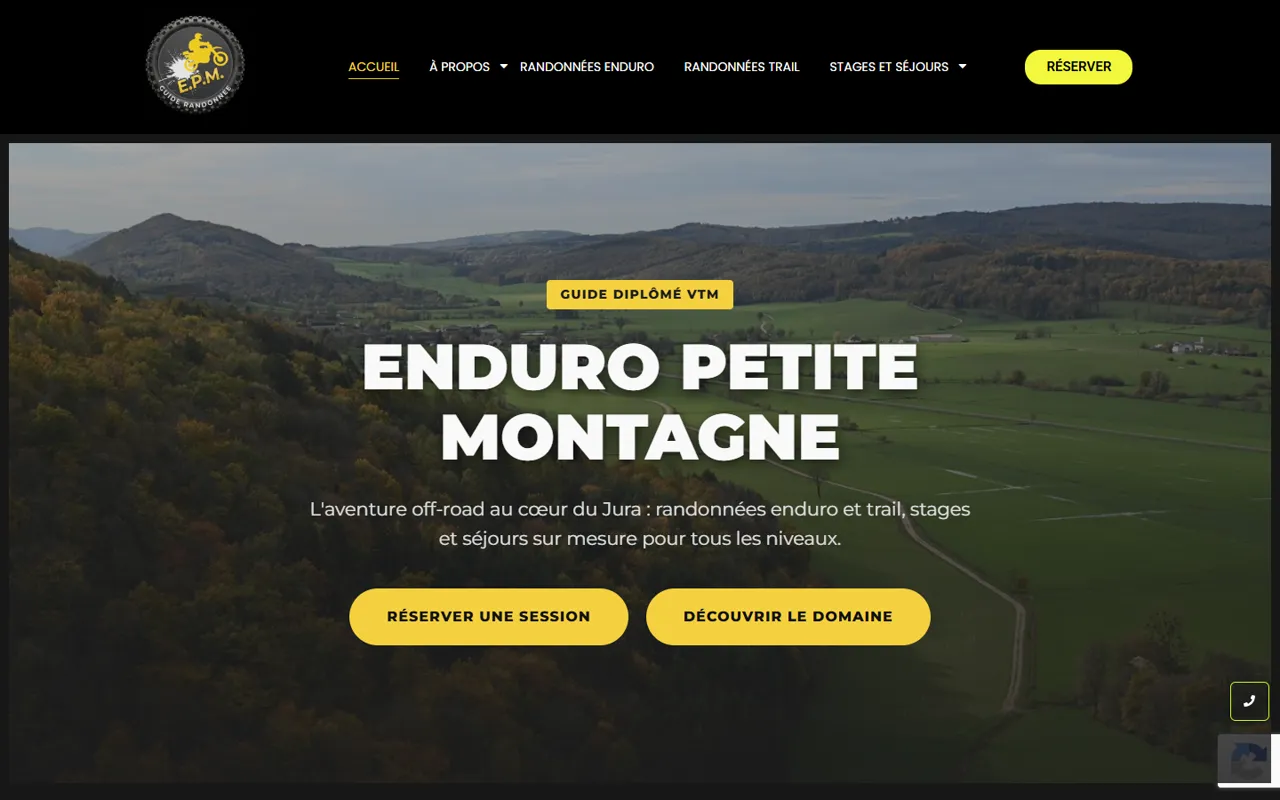 E.P.M.
GUIDE RANDONNÉE
ACCUEIL
À PROPOS
RANDONNÉES ENDURO
RANDONNÉES TRAIL
STAGES ET SÉJOURS
RÉSERVER
GUIDE DIPLÔMÉ VTM
ENDURO PETITE
MONTAGNE
L'aventure off-road au cœur du Jura : randonnées enduro et trail, stages
et séjours sur mesure pour tous les niveaux.
RÉSERVER UNE SESSION
DÉCOUVRIR LE DOMAINE